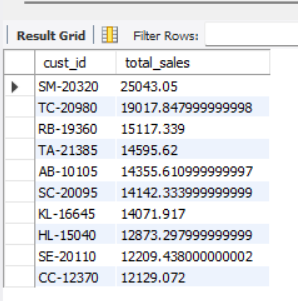 Result Grid Filter Rows:
cust_id total_sales
SM-20320 25043.05
TC-20980 19017.847999999998
RB-19360 15117.339
TA-21385 14595.62
AB-10105 14355.610999999997
SC-20095 14142.333999999999
KL-16645 14071.917
HL-15040 12873.297999999999
SE-20110 12209.438000000002
CC-12370 12129.072